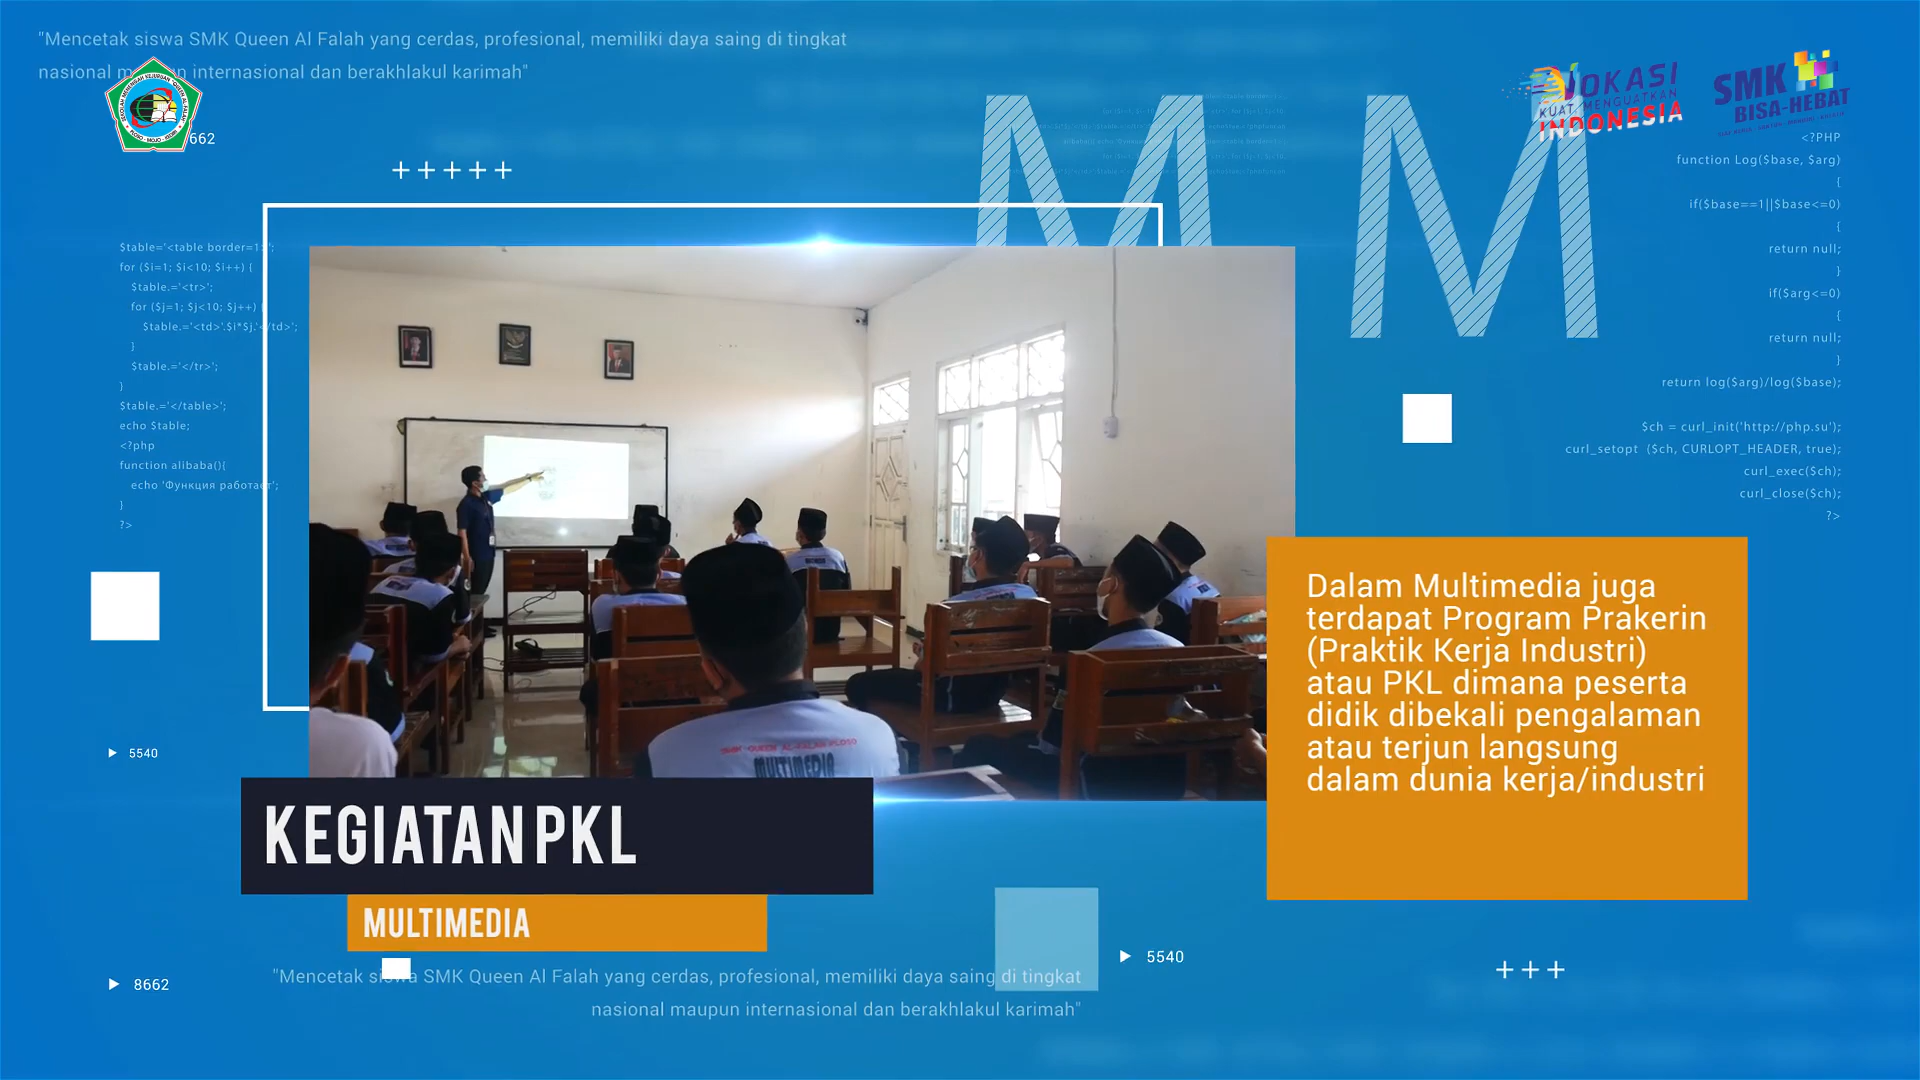 "Mencetak siswa SMK Queen Al Falah yang cerdas, profesional, memiliki daya saing di tingkat
nasional internasional dan berakhlakul karimah"
662
+++++
M M
VOKASI
KUAT MENGUATKAN
INDONESIA
SMK
BISA-HEBAT
<?PHP
function Log($base, $arg)
{
if($base==1||$base<=0)
{
return null;
}
if($arg<=0)
{
return null;
}
return log($arg)/log($base);
$ch = curl_init('http://php.su');
curl_setopt ($ch, CURLOPT_HEADER, true);
curl_exec($ch);
curl_close($ch);
?>
$table='<table border=1>';
for ($i=1; $i<10; $i++) {
$table.='<tr>';
for ($j=1; $j<10; $j++) {
$table.='<td>'.$i*$j.'</td>';
}
$table.='</tr>';
}
$table.='</table>';
echo $table;
<?php
function alibaba(){
echo 'Функция работает';
}
?>
SMK QUEEN AL-FALAH PLOSO
MULTIMEDIA
Dalam Multimedia juga
terdapat Program Prakerin
(Praktik Kerja Industri)
atau PKL dimana peserta
didik dibekali pengalaman
atau terjun langsung
dalam dunia kerja/industri
5540
KEGIATAN PKL
MULTIMEDIA
8662
"Mencetak siswa SMK Queen Al Falah yang cerdas, profesional, memiliki daya saing di tingkat
nasional maupun internasional dan berakhlakul karimah"
5540
+++